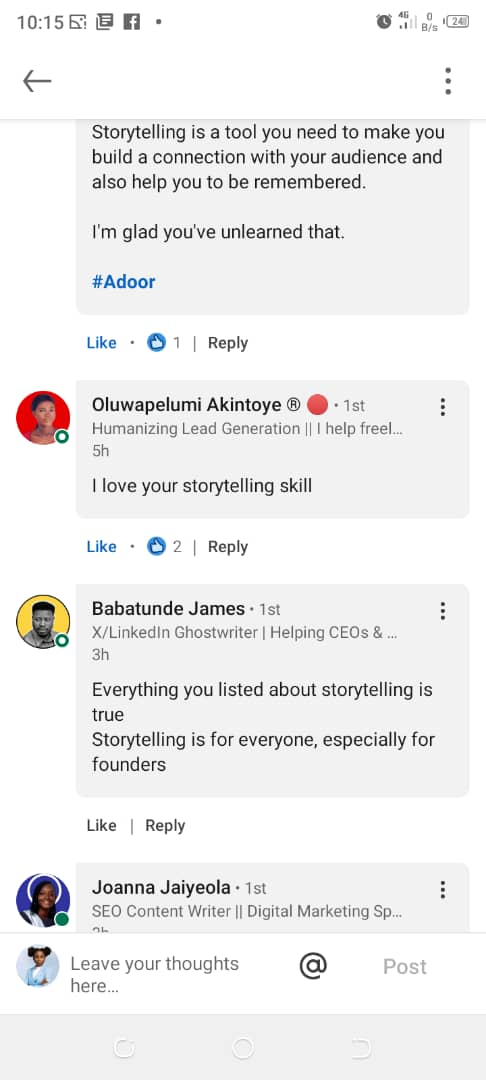 10:15
4G
0
B/s
24
Storytelling is a tool you need to make you
build a connection with your audience and
also help you to be remembered.
I'm glad you've unlearned that.
#Adoor
Like • 1 | Reply
Oluwapelumi Akintoye ® 🔴 • 1st
Humanizing Lead Generation || I help freel...
5h
I love your storytelling skill
Like • 2 | Reply
Babatunde James • 1st
X/LinkedIn Ghostwriter | Helping CEOs & ...
3h
Everything you listed about storytelling is
true
Storytelling is for everyone, especially for
founders
Like | Reply
Joanna Jaiyeola • 1st
SEO Content Writer || Digital Marketing Sp...
Leave your thoughts
here...
@
Post